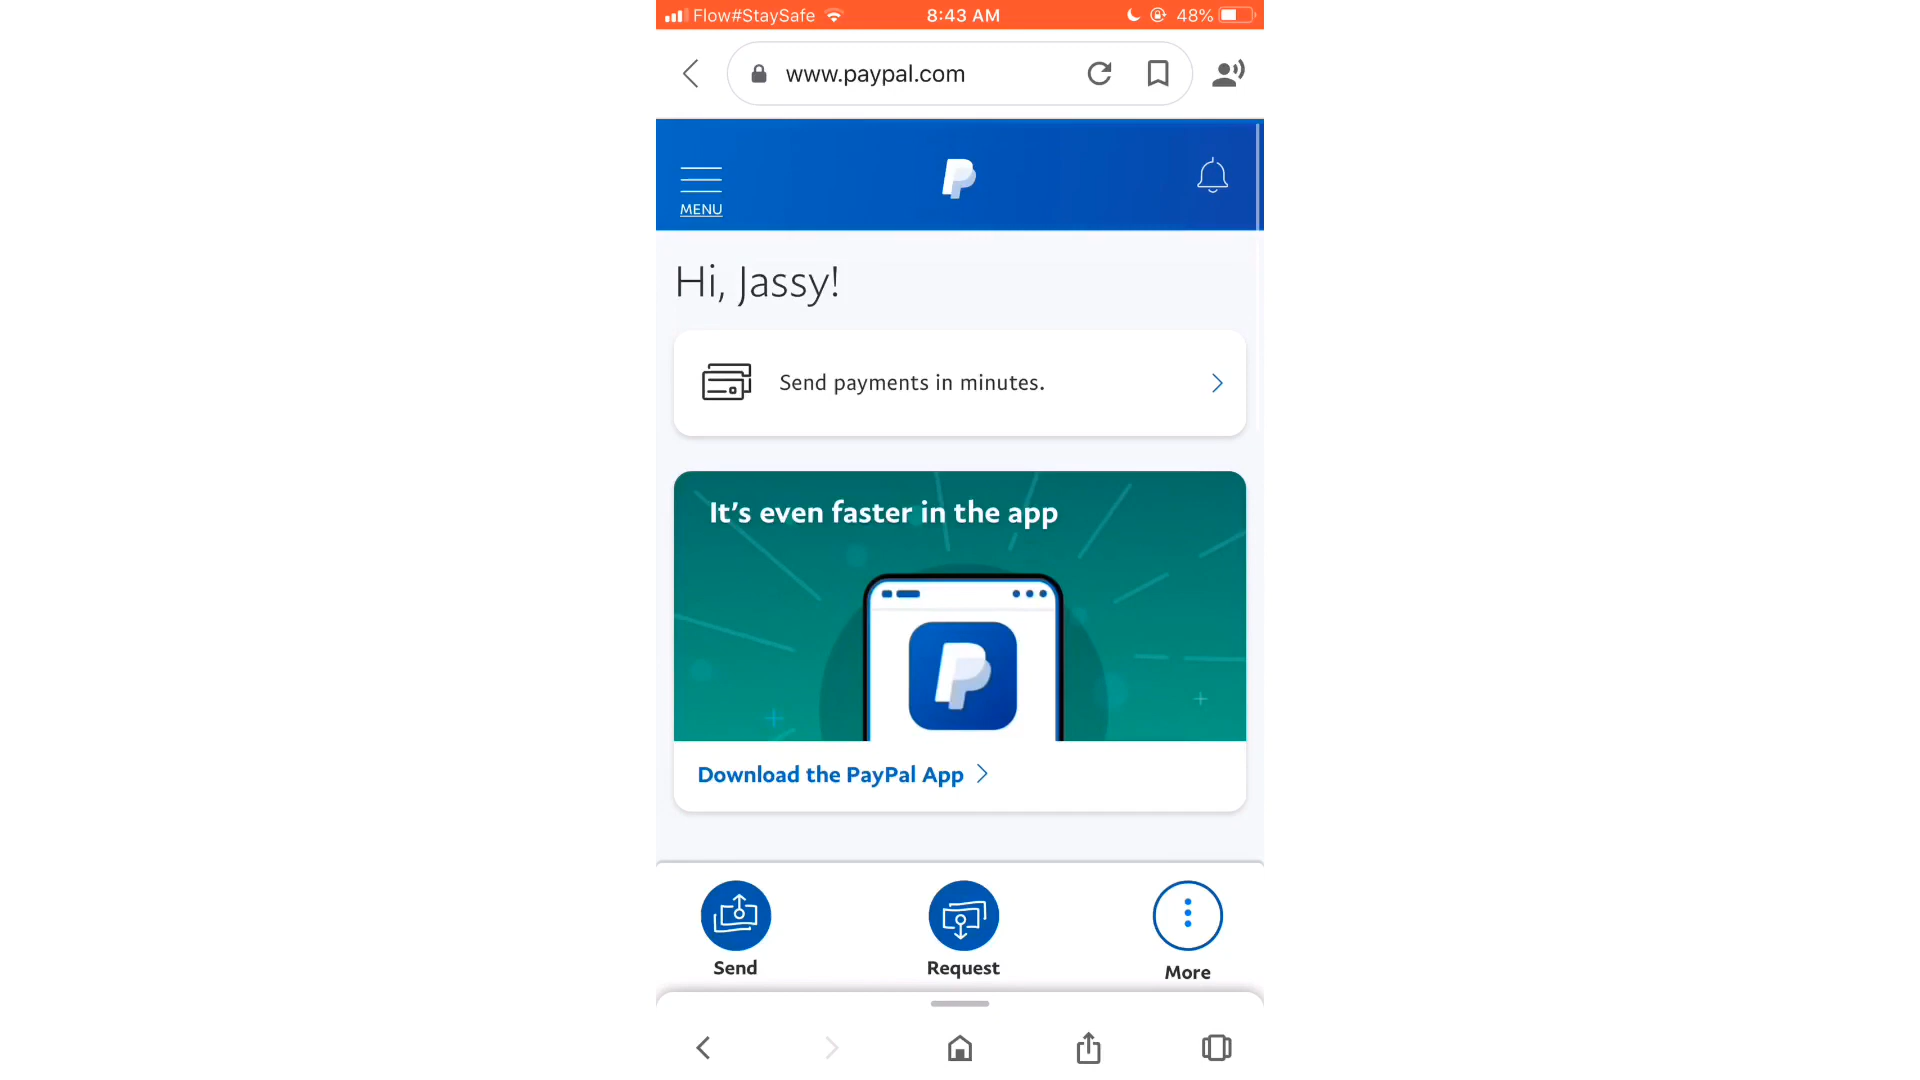 Flow#StaySafe 8:43 AM 48%
www.paypal.com
MENU
Hi, Jassy!
Send payments in minutes.
It's even faster in the app
Download the PayPal App
Send Request More